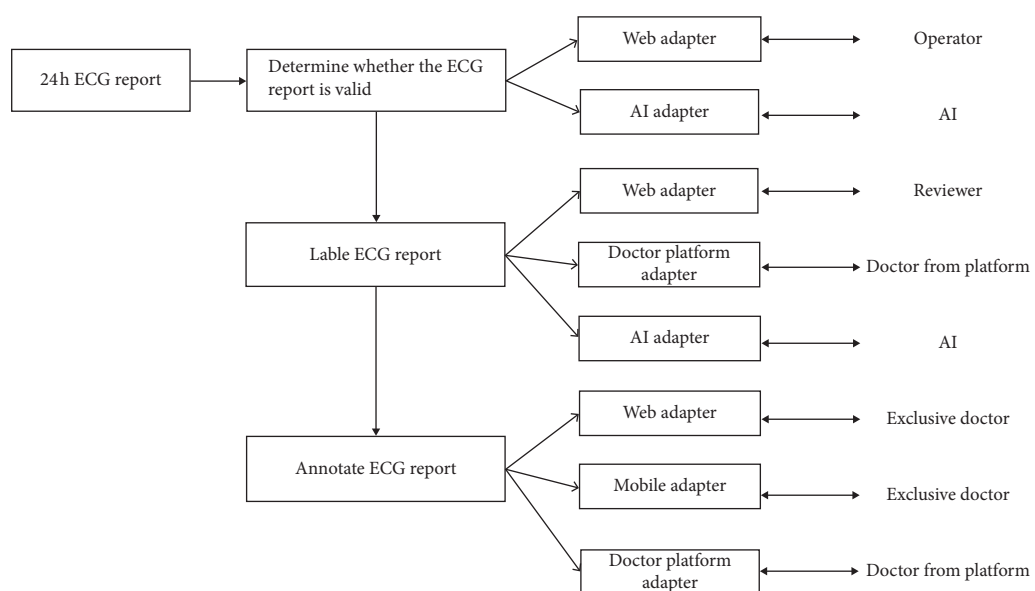 24h ECG report
Determine whether the ECG
report is valid
Web adapter
Operator
AI adapter
AI
Lable ECG report
Web adapter
Reviewer
Doctor platform
adapter
Doctor from platform
AI adapter
AI
Annotate ECG report
Web adapter
Exclusive doctor
Mobile adapter
Exclusive doctor
Doctor platform
adapter
Doctor from platform